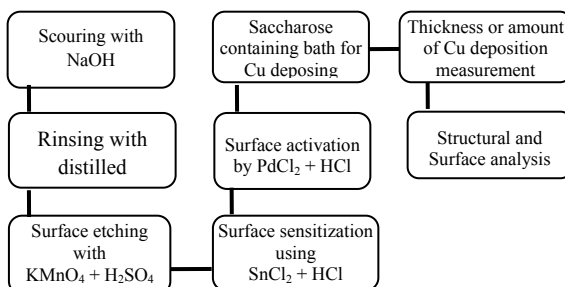 Scouring with
NaOH
Rinsing with
distilled
Surface etching
with
KMnO₄ + H₂SO₄
Surface sensitization
using
SnCl₂ + HCl
Surface activation
by PdCl₂ + HCl
Saccharose
containing bath for
Cu deposing
Thickness or amount
of Cu deposition
measurement
Structural and
Surface analysis